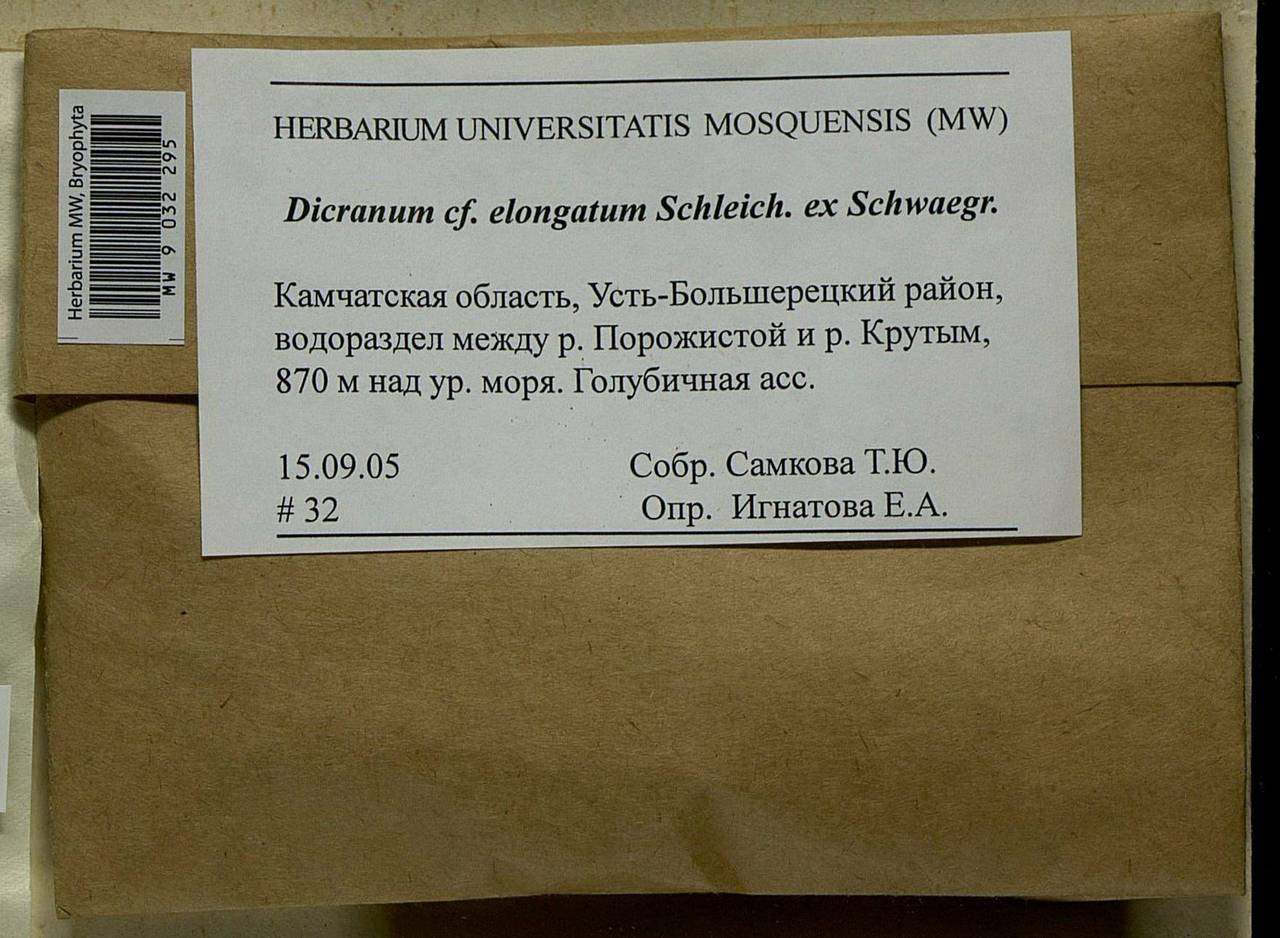 Herbarium MW, Bryophyta
MW 9 032 295
HERBARIUM UNIVERSITATIS MOSQUENSIS (MW)
Dicranum cf. elongatum Schleich. ex Schwaegr.
Камчатская область, Усть-Большерецкий район,
водораздел между р. Порожистой и р. Крутым,
870 м над ур. моря. Голубичная асс.
15.09.05 Собр. Самкова Т.Ю.
# 32 Опр. Игнатова Е.А.